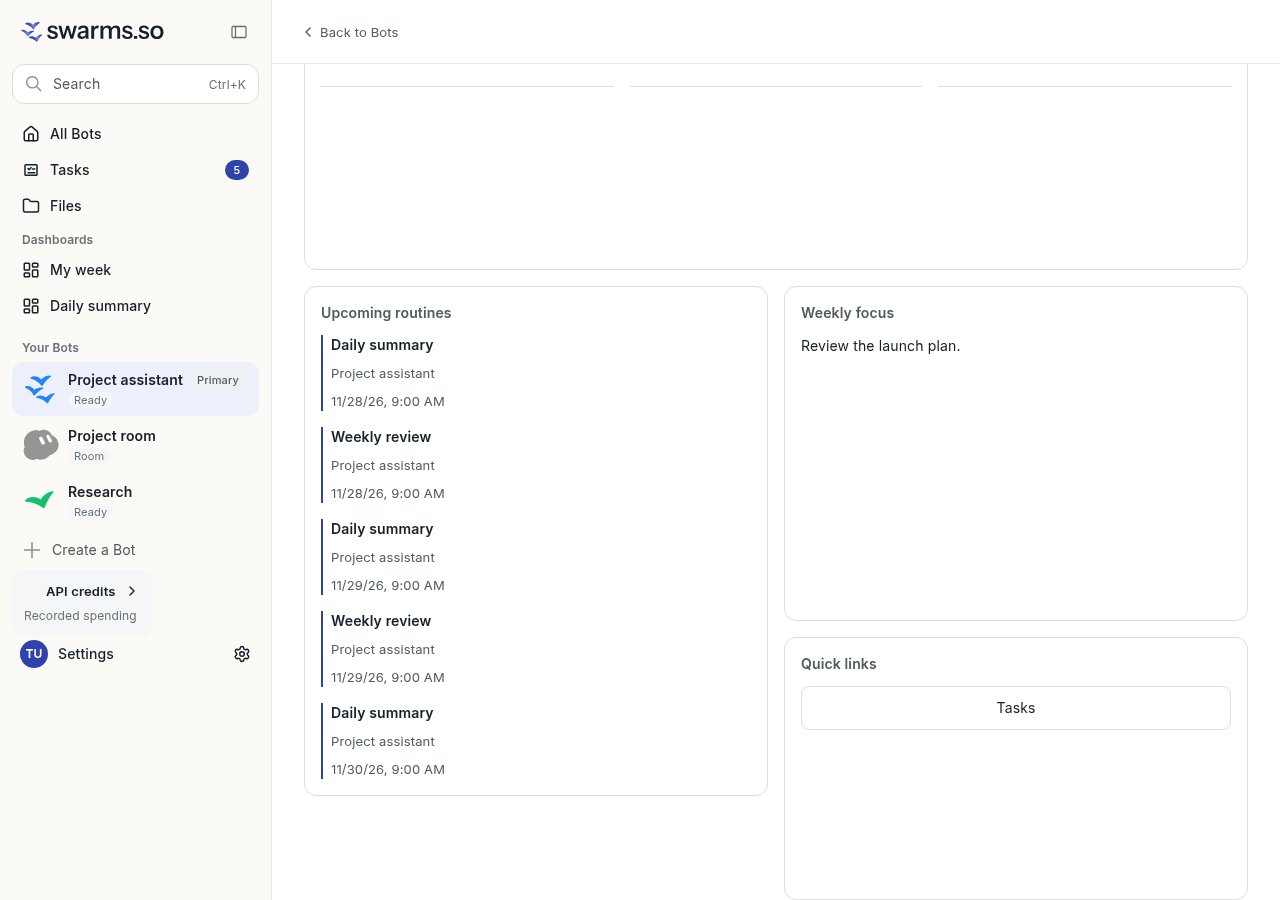 swarms.so
Search
Ctrl+K
All Bots
Tasks
5
Files
Dashboards
My week
Daily summary
Your Bots
Project assistant
Primary
Ready
Project room
Room
Research
Ready
Create a Bot
API credits
Recorded spending
TU
Settings
Back to Bots
Upcoming routines
Daily summary
Project assistant
11/28/26, 9:00 AM
Weekly review
Project assistant
11/28/26, 9:00 AM
Daily summary
Project assistant
11/29/26, 9:00 AM
Weekly review
Project assistant
11/29/26, 9:00 AM
Daily summary
Project assistant
11/30/26, 9:00 AM
Weekly focus
Review the launch plan.
Quick links
Tasks